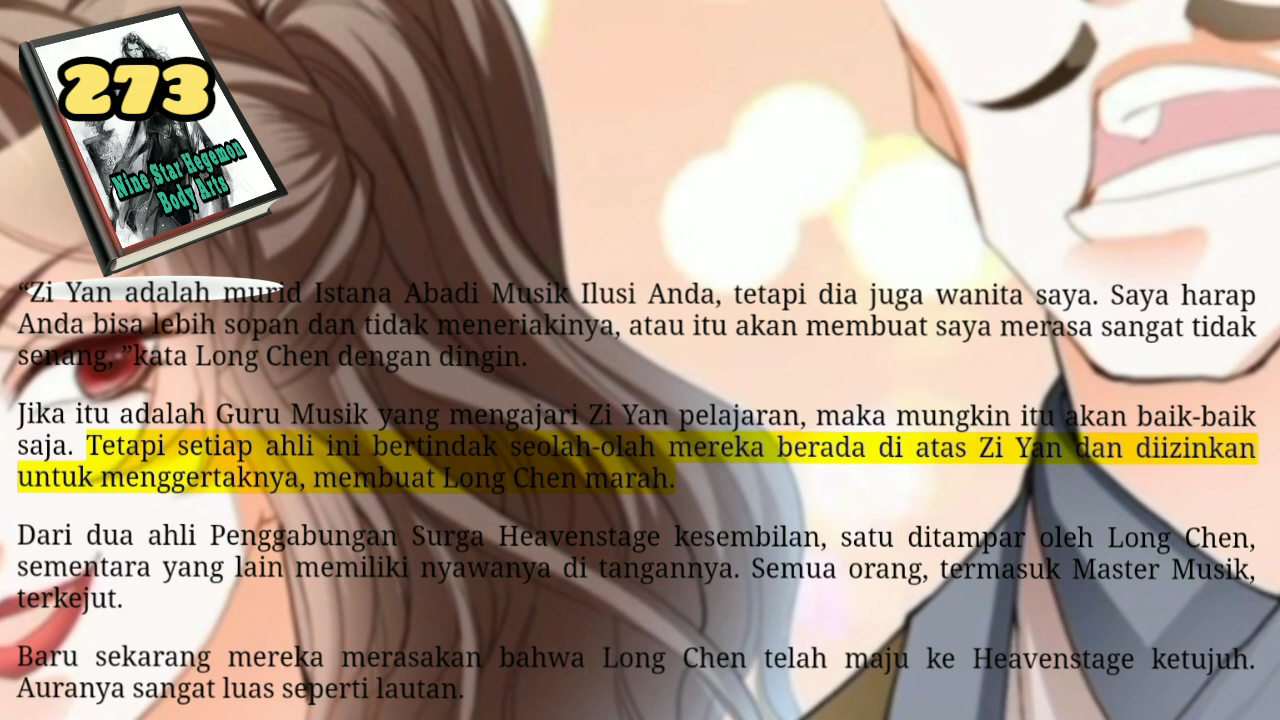 273
Nine Star Hegemon
Body Arts
“Zi Yan adalah murid Istana Abadi Musik Ilusi Anda, tetapi dia juga wanita saya. Saya harap
Anda bisa lebih sopan dan tidak meneriakinya, atau itu akan membuat saya merasa sangat tidak
senang, ”kata Long Chen dengan dingin.
Jika itu adalah Guru Musik yang mengajari Zi Yan pelajaran, maka mungkin itu akan baik-baik
saja. Tetapi setiap ahli ini bertindak seolah-olah mereka berada di atas Zi Yan dan diizinkan
untuk menggertaknya, membuat Long Chen marah.
Dari dua ahli Penggabungan Surga Heavenstage kesembilan, satu ditampar oleh Long Chen,
sementara yang lain memiliki nyawanya di tangannya. Semua orang, termasuk Master Musik,
terkejut.
Baru sekarang mereka merasakan bahwa Long Chen telah maju ke Heavenstage ketujuh.
Auranya sangat luas seperti lautan.